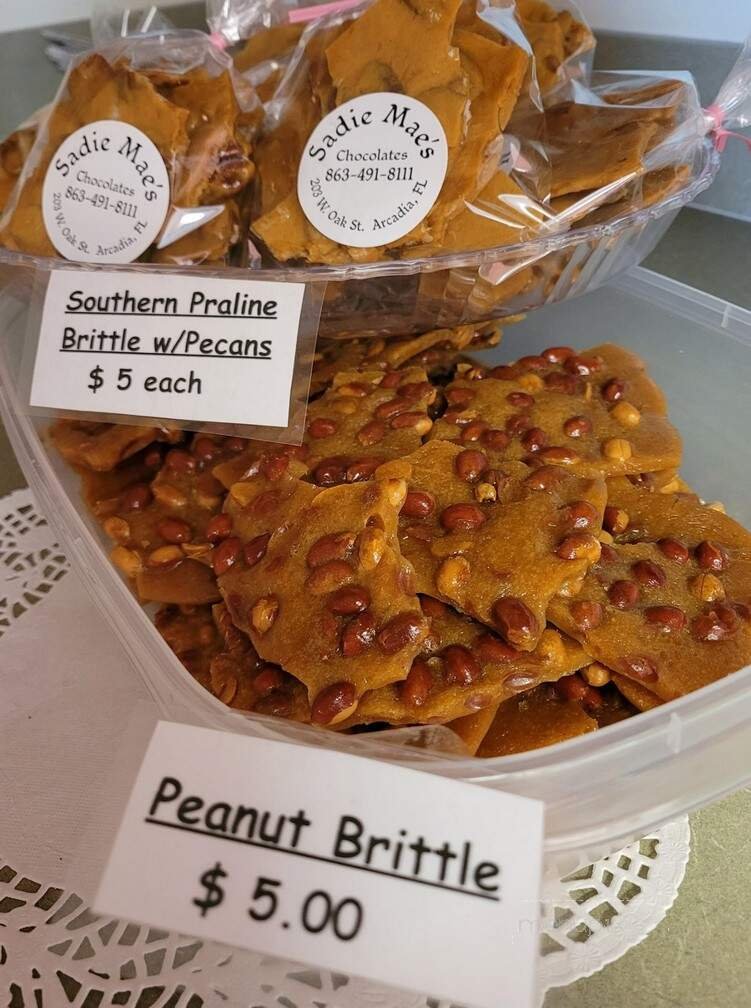 Sadie Mae's
Chocolates
863-491-8111
203 W. Oak St. Arcadia, FL
Sadie Mae's
Chocolates
863-491-8111
203 W. Oak St. Arcadia, FL
Southern Praline
Brittle w/Pecans
$ 5 each
Peanut Brittle
$ 5.00